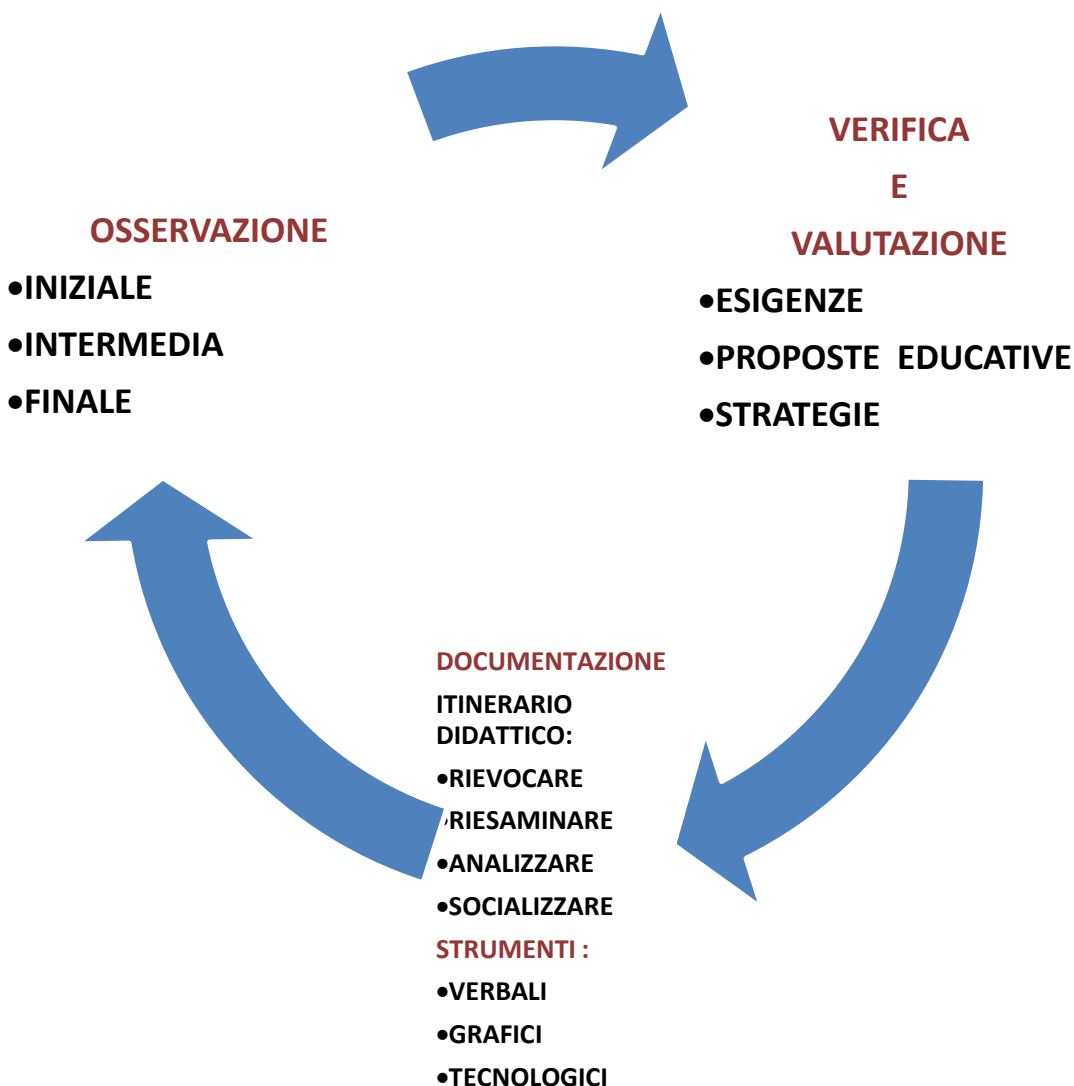 OSSERVAZIONE
•INIZIALE
•INTERMEDIA
•FINALE
VERIFICA
E
VALUTAZIONE
•ESIGENZE
•PROPOSTE EDUCATIVE
•STRATEGIE
DOCUMENTAZIONE
ITINERARIO
DIDATTICO:
•RIEVOCARE
•RIESAMINARE
•ANALIZZARE
•SOCIALIZZARE
STRUMENTI :
•VERBALI
•GRAFICI
•TECNOLOGICI